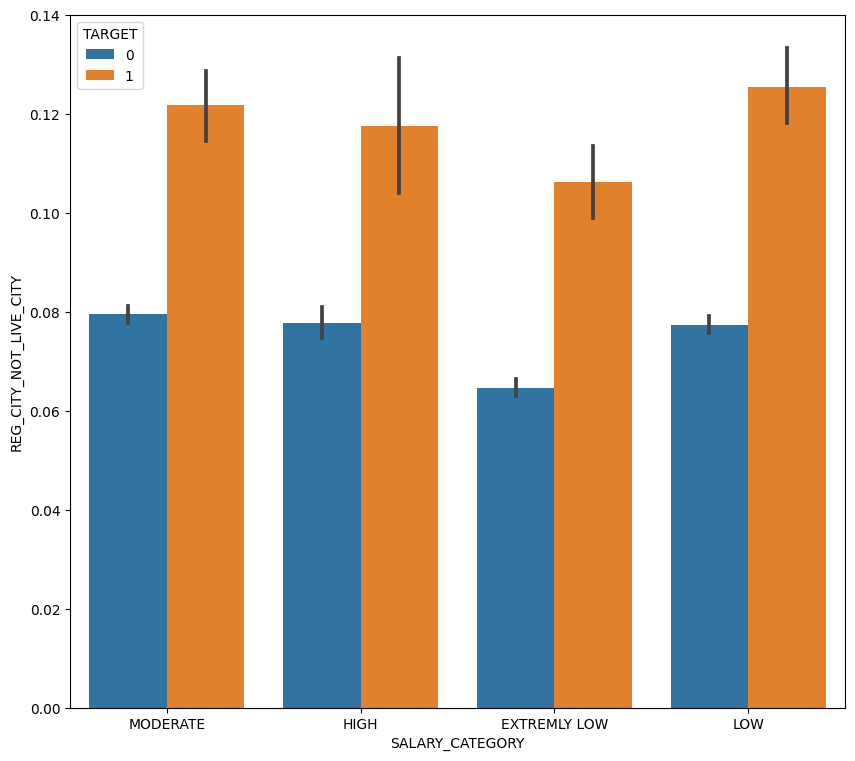 TARGET
0
1
0.14
0.12
0.10
0.08
0.06
0.04
0.02
0.00
REG_CITY_NOT_LIVE_CITY
MODERATE HIGH EXTREMLY LOW LOW
SALARY_CATEGORY